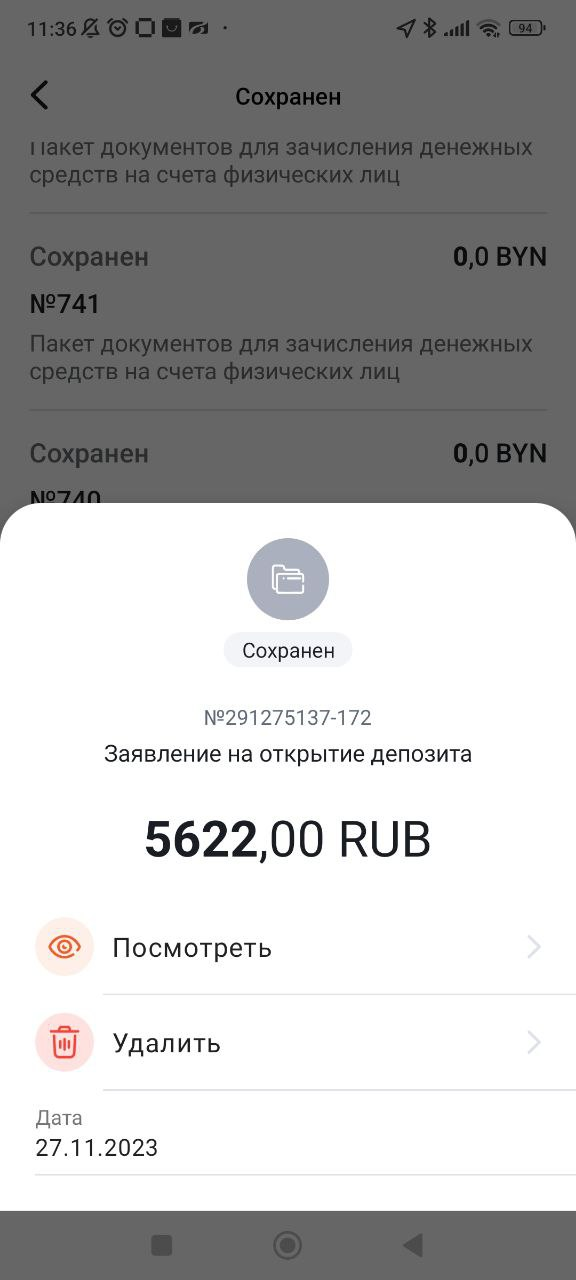 11:36
94
Сохранен
Пакет документов для зачисления денежных
средств на счета физических лиц
Сохранен
0,0 BYN
№741
Пакет документов для зачисления денежных
средств на счета физических лиц
Сохранен
0,0 BYN
№740
Сохранен
№291275137-172
Заявление на открытие депозита
5622,00 RUB
Посмотреть
Удалить
Дата
27.11.2023